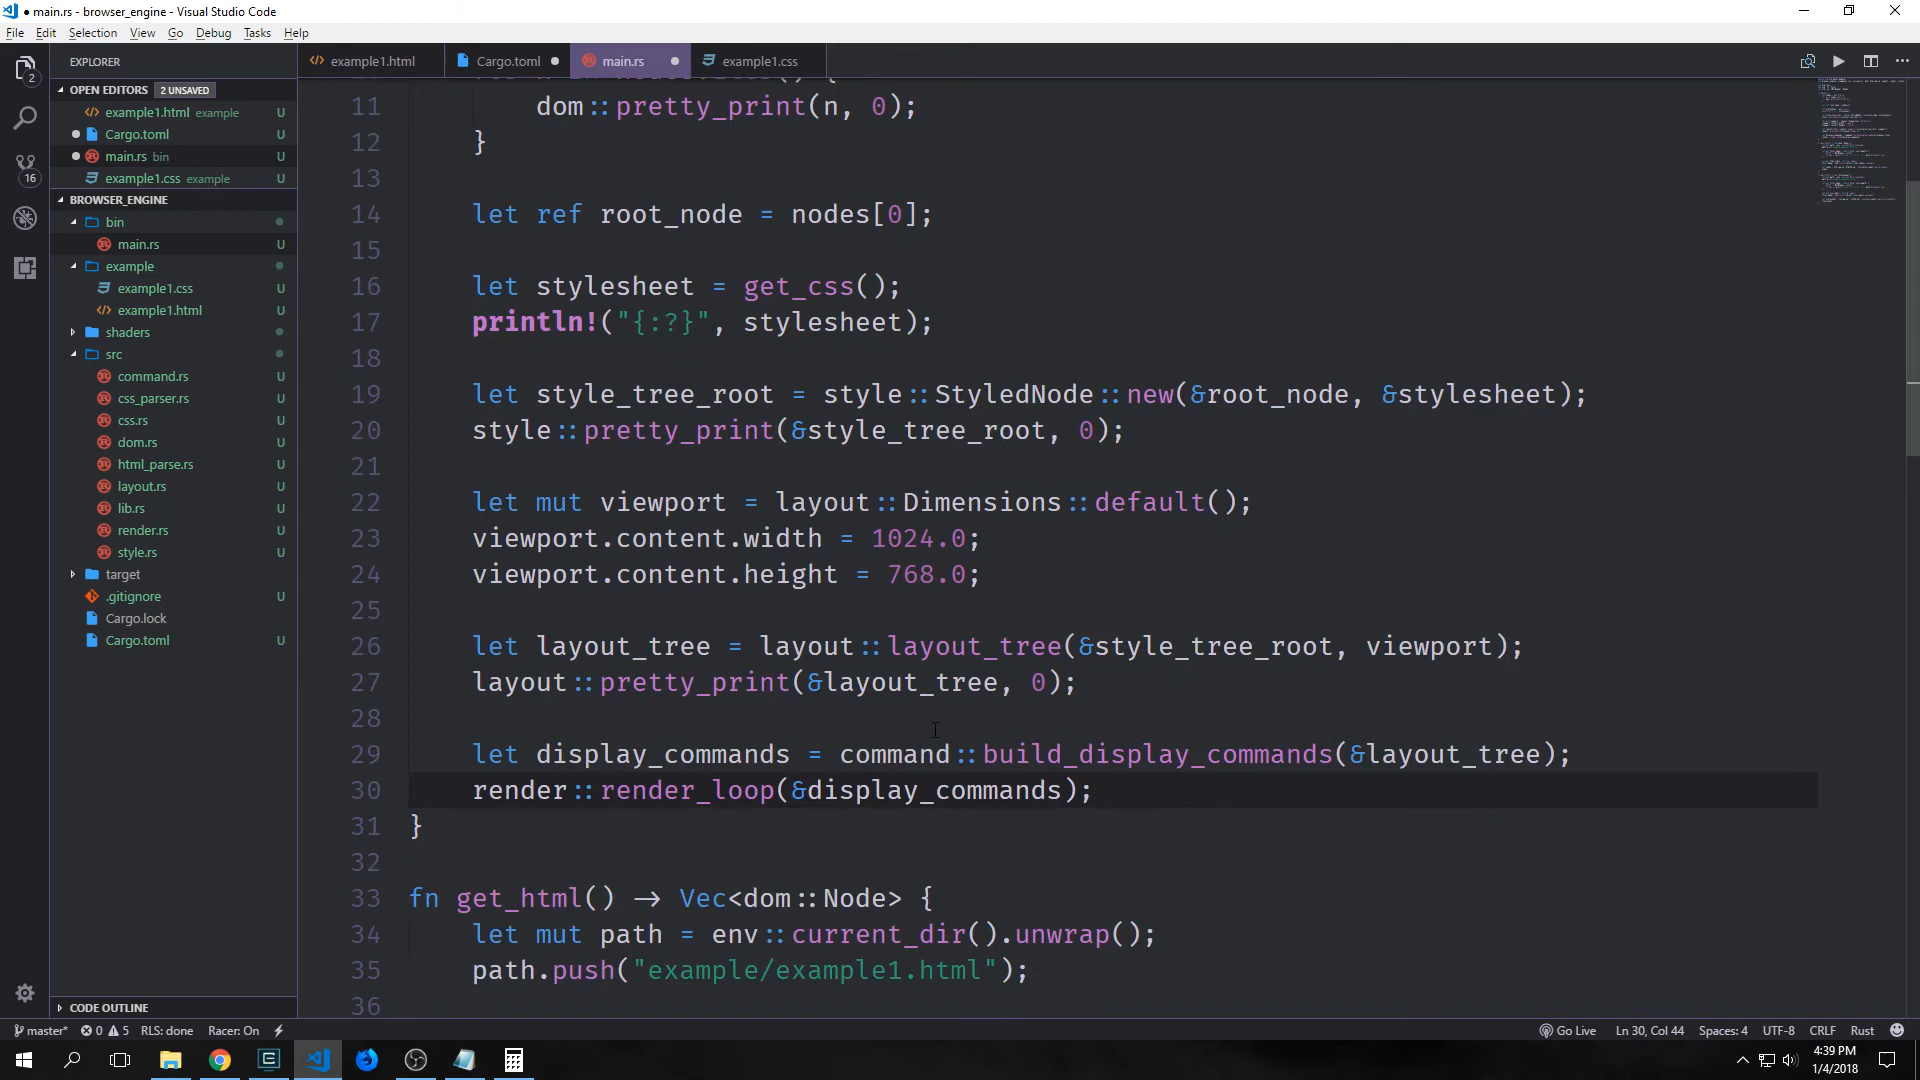 ● main.rs - browser_engine - Visual Studio Code
File Edit Selection View Go Debug Tasks Help
EXPLORER
example1.html
Cargo.toml
main.rs
example1.css
OPEN EDITORS 2 UNSAVED
example1.html example U
Cargo.toml U
main.rs bin U
example1.css example U
BROWSER_ENGINE
bin
main.rs U
example
example1.css U
example1.html U
shaders
src
command.rs U
css_parser.rs U
css.rs U
dom.rs U
html_parse.rs U
layout.rs U
lib.rs U
render.rs U
style.rs U
target
.gitignore U
Cargo.lock
Cargo.toml U
CODE OUTLINE
2
16
11 dom::pretty_print(n, 0);
12 }
13
14 let ref root_node = nodes[0];
15
16 let stylesheet = get_css();
17 println!("{:?}", stylesheet);
18
19 let style_tree_root = style::StyledNode::new(&root_node, &stylesheet);
20 style::pretty_print(&style_tree_root, 0);
21
22 let mut viewport = layout::Dimensions::default();
23 viewport.content.width = 1024.0;
24 viewport.content.height = 768.0;
25
26 let layout_tree = layout::layout_tree(&style_tree_root, viewport);
27 layout::pretty_print(&layout_tree, 0);
28
29 let display_commands = command::build_display_commands(&layout_tree);
30 render::render_loop(&display_commands);
31 }
32
33 fn get_html() → Vec<dom::Node> {
34 let mut path = env::current_dir().unwrap();
35 path.push("example/example1.html");
36
master* 0 5 RLS: done Racer: On Go Live Ln 30, Col 44 Spaces: 4 UTF-8 CRLF Rust
4:39 PM
1/4/2018